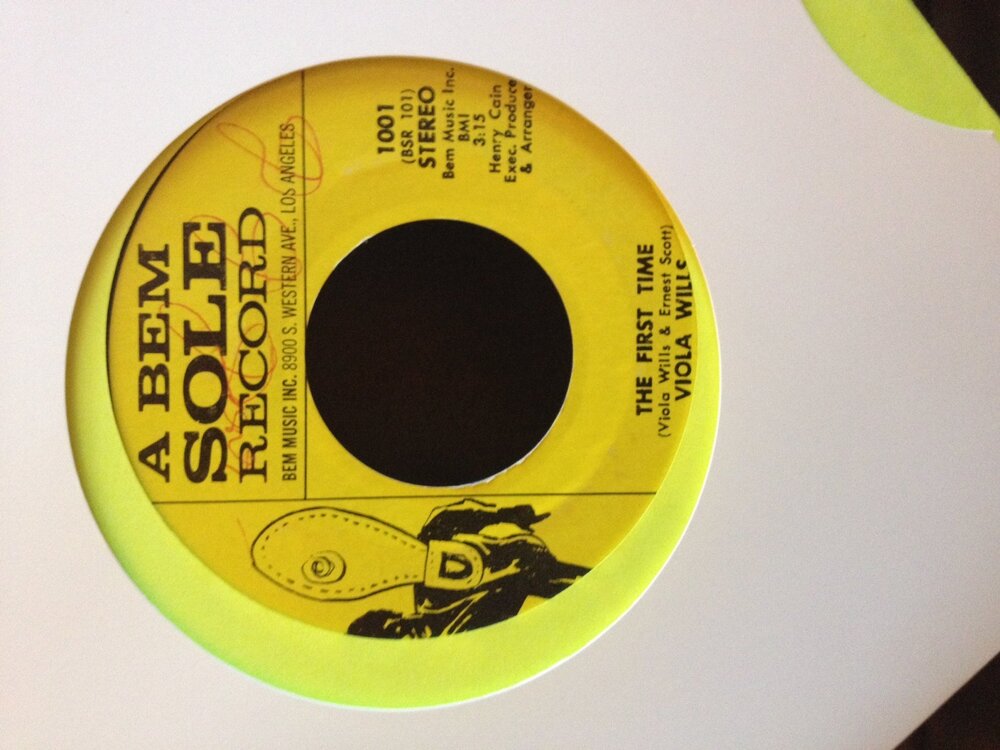 A BEM
SOLE
RECORD
BEM MUSIC INC. 8900 S. WESTERN AVE., LOS ANGELES
1001
(BSR 101)
STEREO
Bem Music Inc.
BMI
3:15
Henry Cain
Exec. Produce
& Arranger
THE FIRST TIME
(Viola Wills & Ernest Scott)
VIOLA WILLS